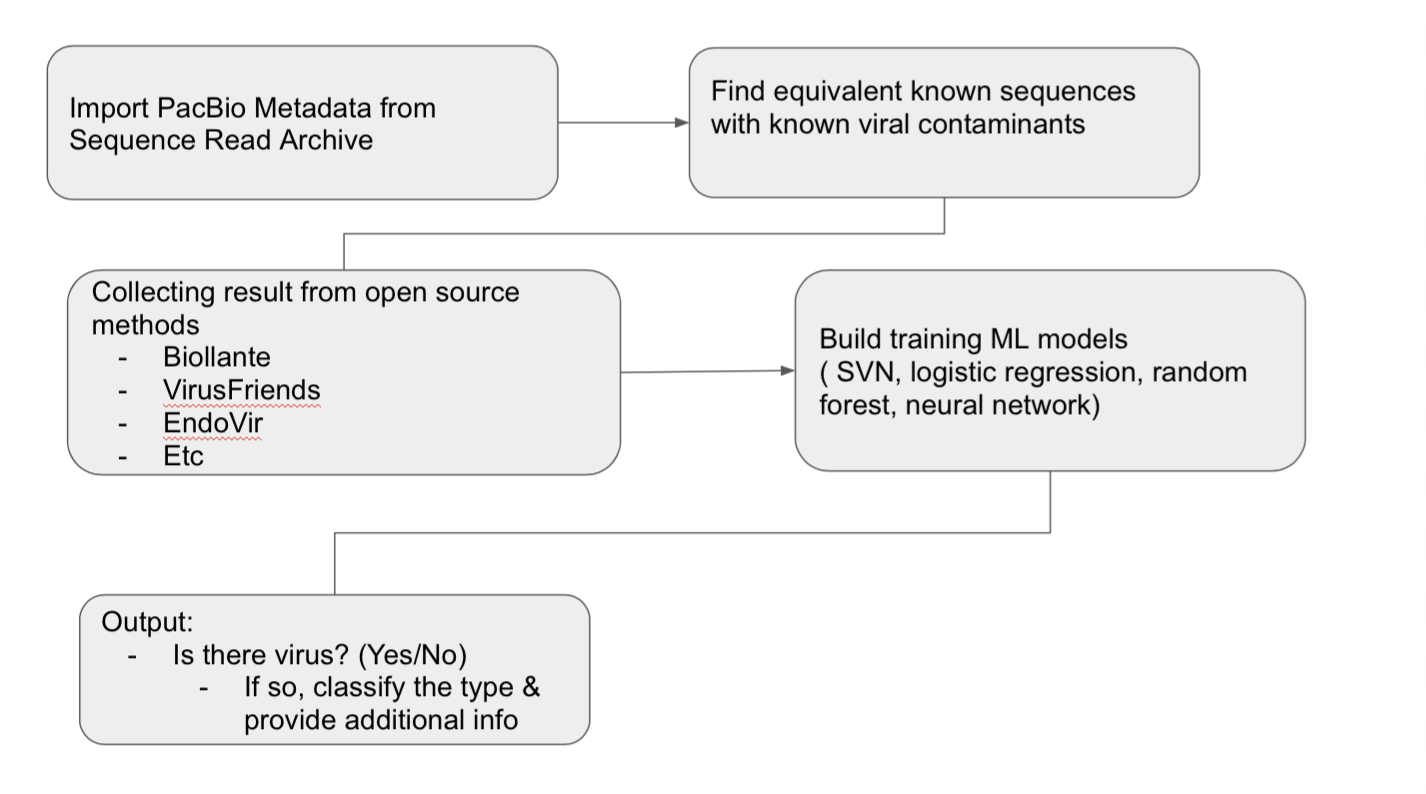 Import PacBio Metadata from
Sequence Read Archive
Find equivalent known sequences
with known viral contaminants
Collecting result from open source
methods
- Biollante
- VirusFriends
- EndoVir
- Etc
Build training ML models
( SVN, logistic regression, random
forest, neural network)
Output:
- Is there virus? (Yes/No)
- If so, classify the type &
provide additional info